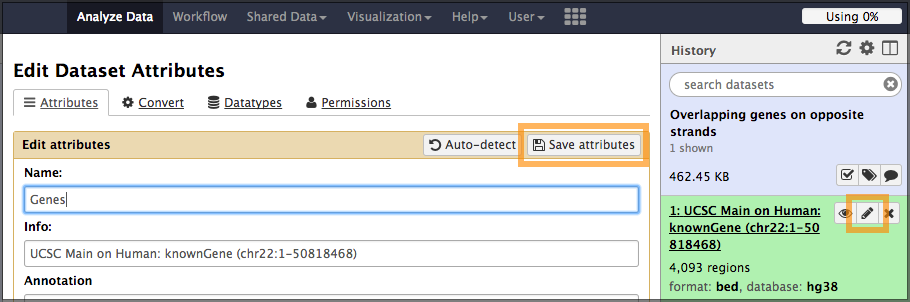 Analyze Data Workflow Shared Data Visualization Help User Using 0%
Edit Dataset Attributes
Attributes Convert Datatypes Permissions
Edit attributes Auto-detect Save attributes
Name:
Genes
Info:
UCSC Main on Human: knownGene (chr22:1-50818468)
Annotation
History
search datasets
Overlapping genes on opposite
strands
1 shown
462.45 KB
1: UCSC Main on Human:
knownGene (chr22:1-50
818468)
4,093 regions
format: bed, database: hg38